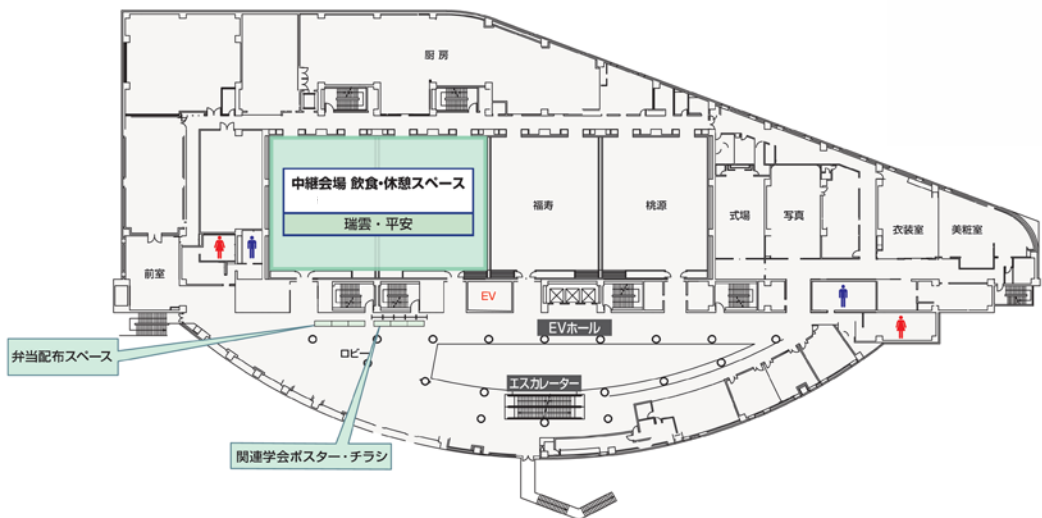 厨房
中継会場 飲食・休憩スペース
瑞雲・平安
福寿
桃源
式場
写真
衣装室
美粧室
前室
EV
EVホール
弁当配布スペース
ロビー
エスカレーター
関連学会ポスター・チラシ